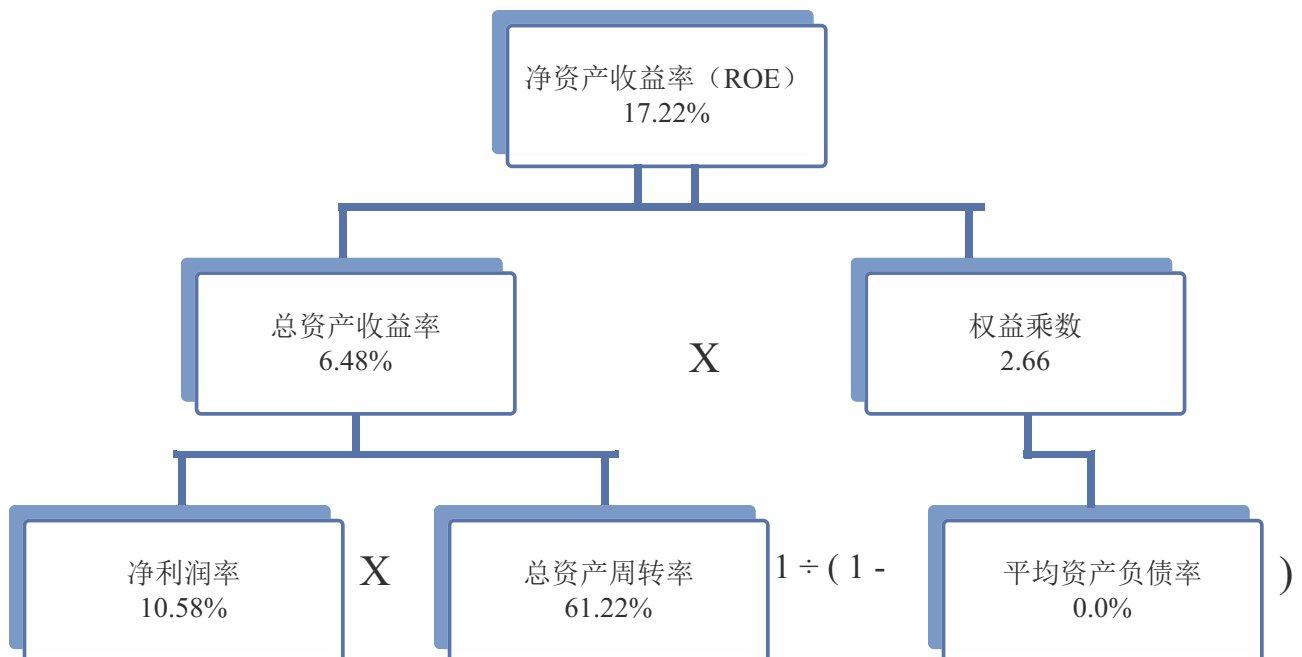 净资产收益率（ROE）
17.22%
总资产收益率
6.48%
X
权益乘数
2.66
净利润率
10.58%
X
总资产周转率
61.22%
1 ÷ ( 1 -
平均资产负债率
0.0%
)